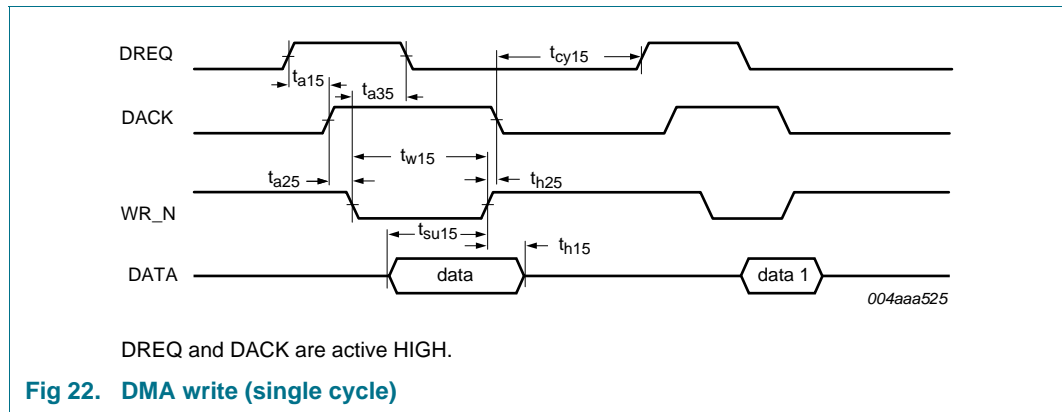 DREQ
t_cy15
t_a15
t_a35
DACK
t_w15
t_a25
t_h25
WR_N
t_su15
t_h15
DATA
data
data 1
004aaa525
DREQ and DACK are active HIGH.
Fig 22. DMA write (single cycle)